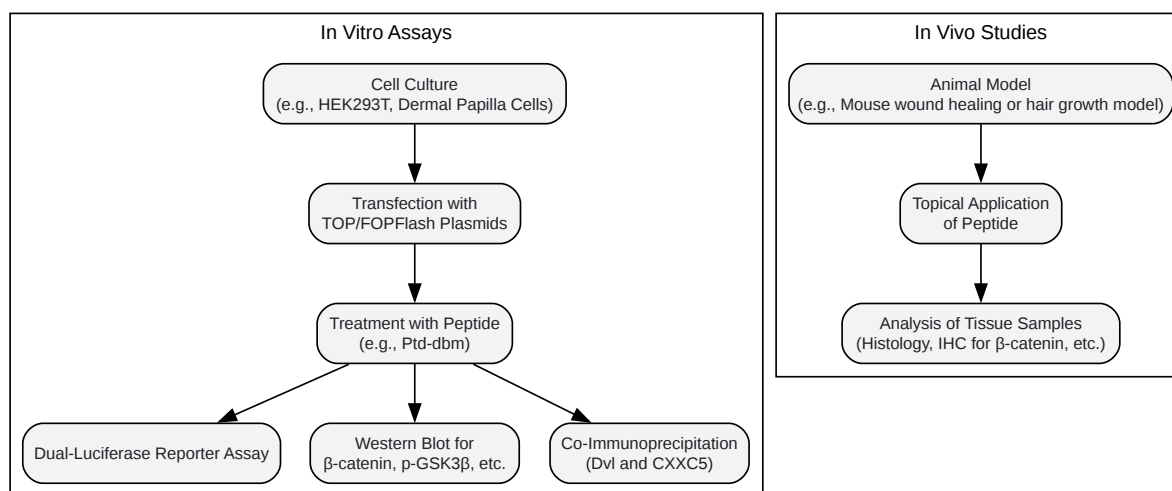 In Vitro Assays
Cell Culture
(e.g., HEK293T, Dermal Papilla Cells)
Transfection with
TOP/FOPFlash Plasmids
Treatment with Peptide
(e.g., Ptd-dbm)
Dual-Luciferase Reporter Assay
Western Blot for
β-catenin, p-GSK3β, etc.
Co-Immunoprecipitation
(Dvl and CXXC5)
In Vivo Studies
Animal Model
(e.g., Mouse wound healing or hair growth model)
Topical Application
of Peptide
Analysis of Tissue Samples
(Histology, IHC for β-catenin, etc.)